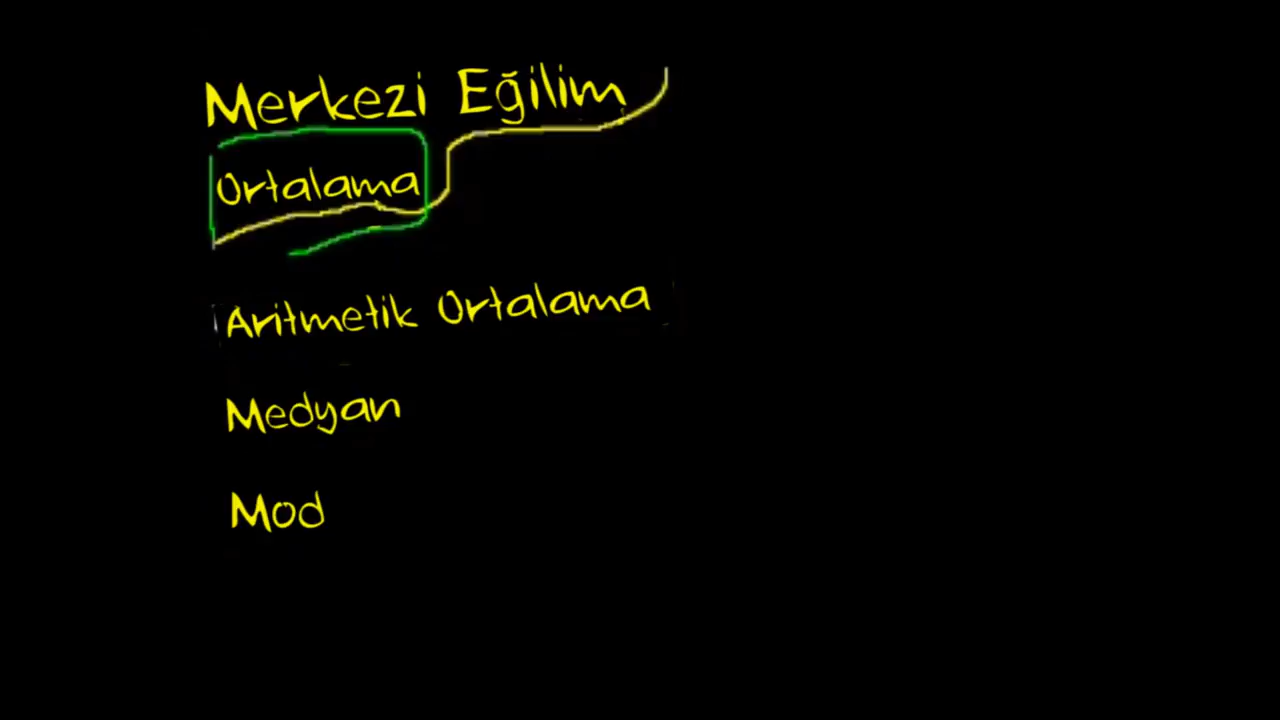 Merkezi Eğilim
Ortalama
Aritmetik Ortalama
Medyan
Mod